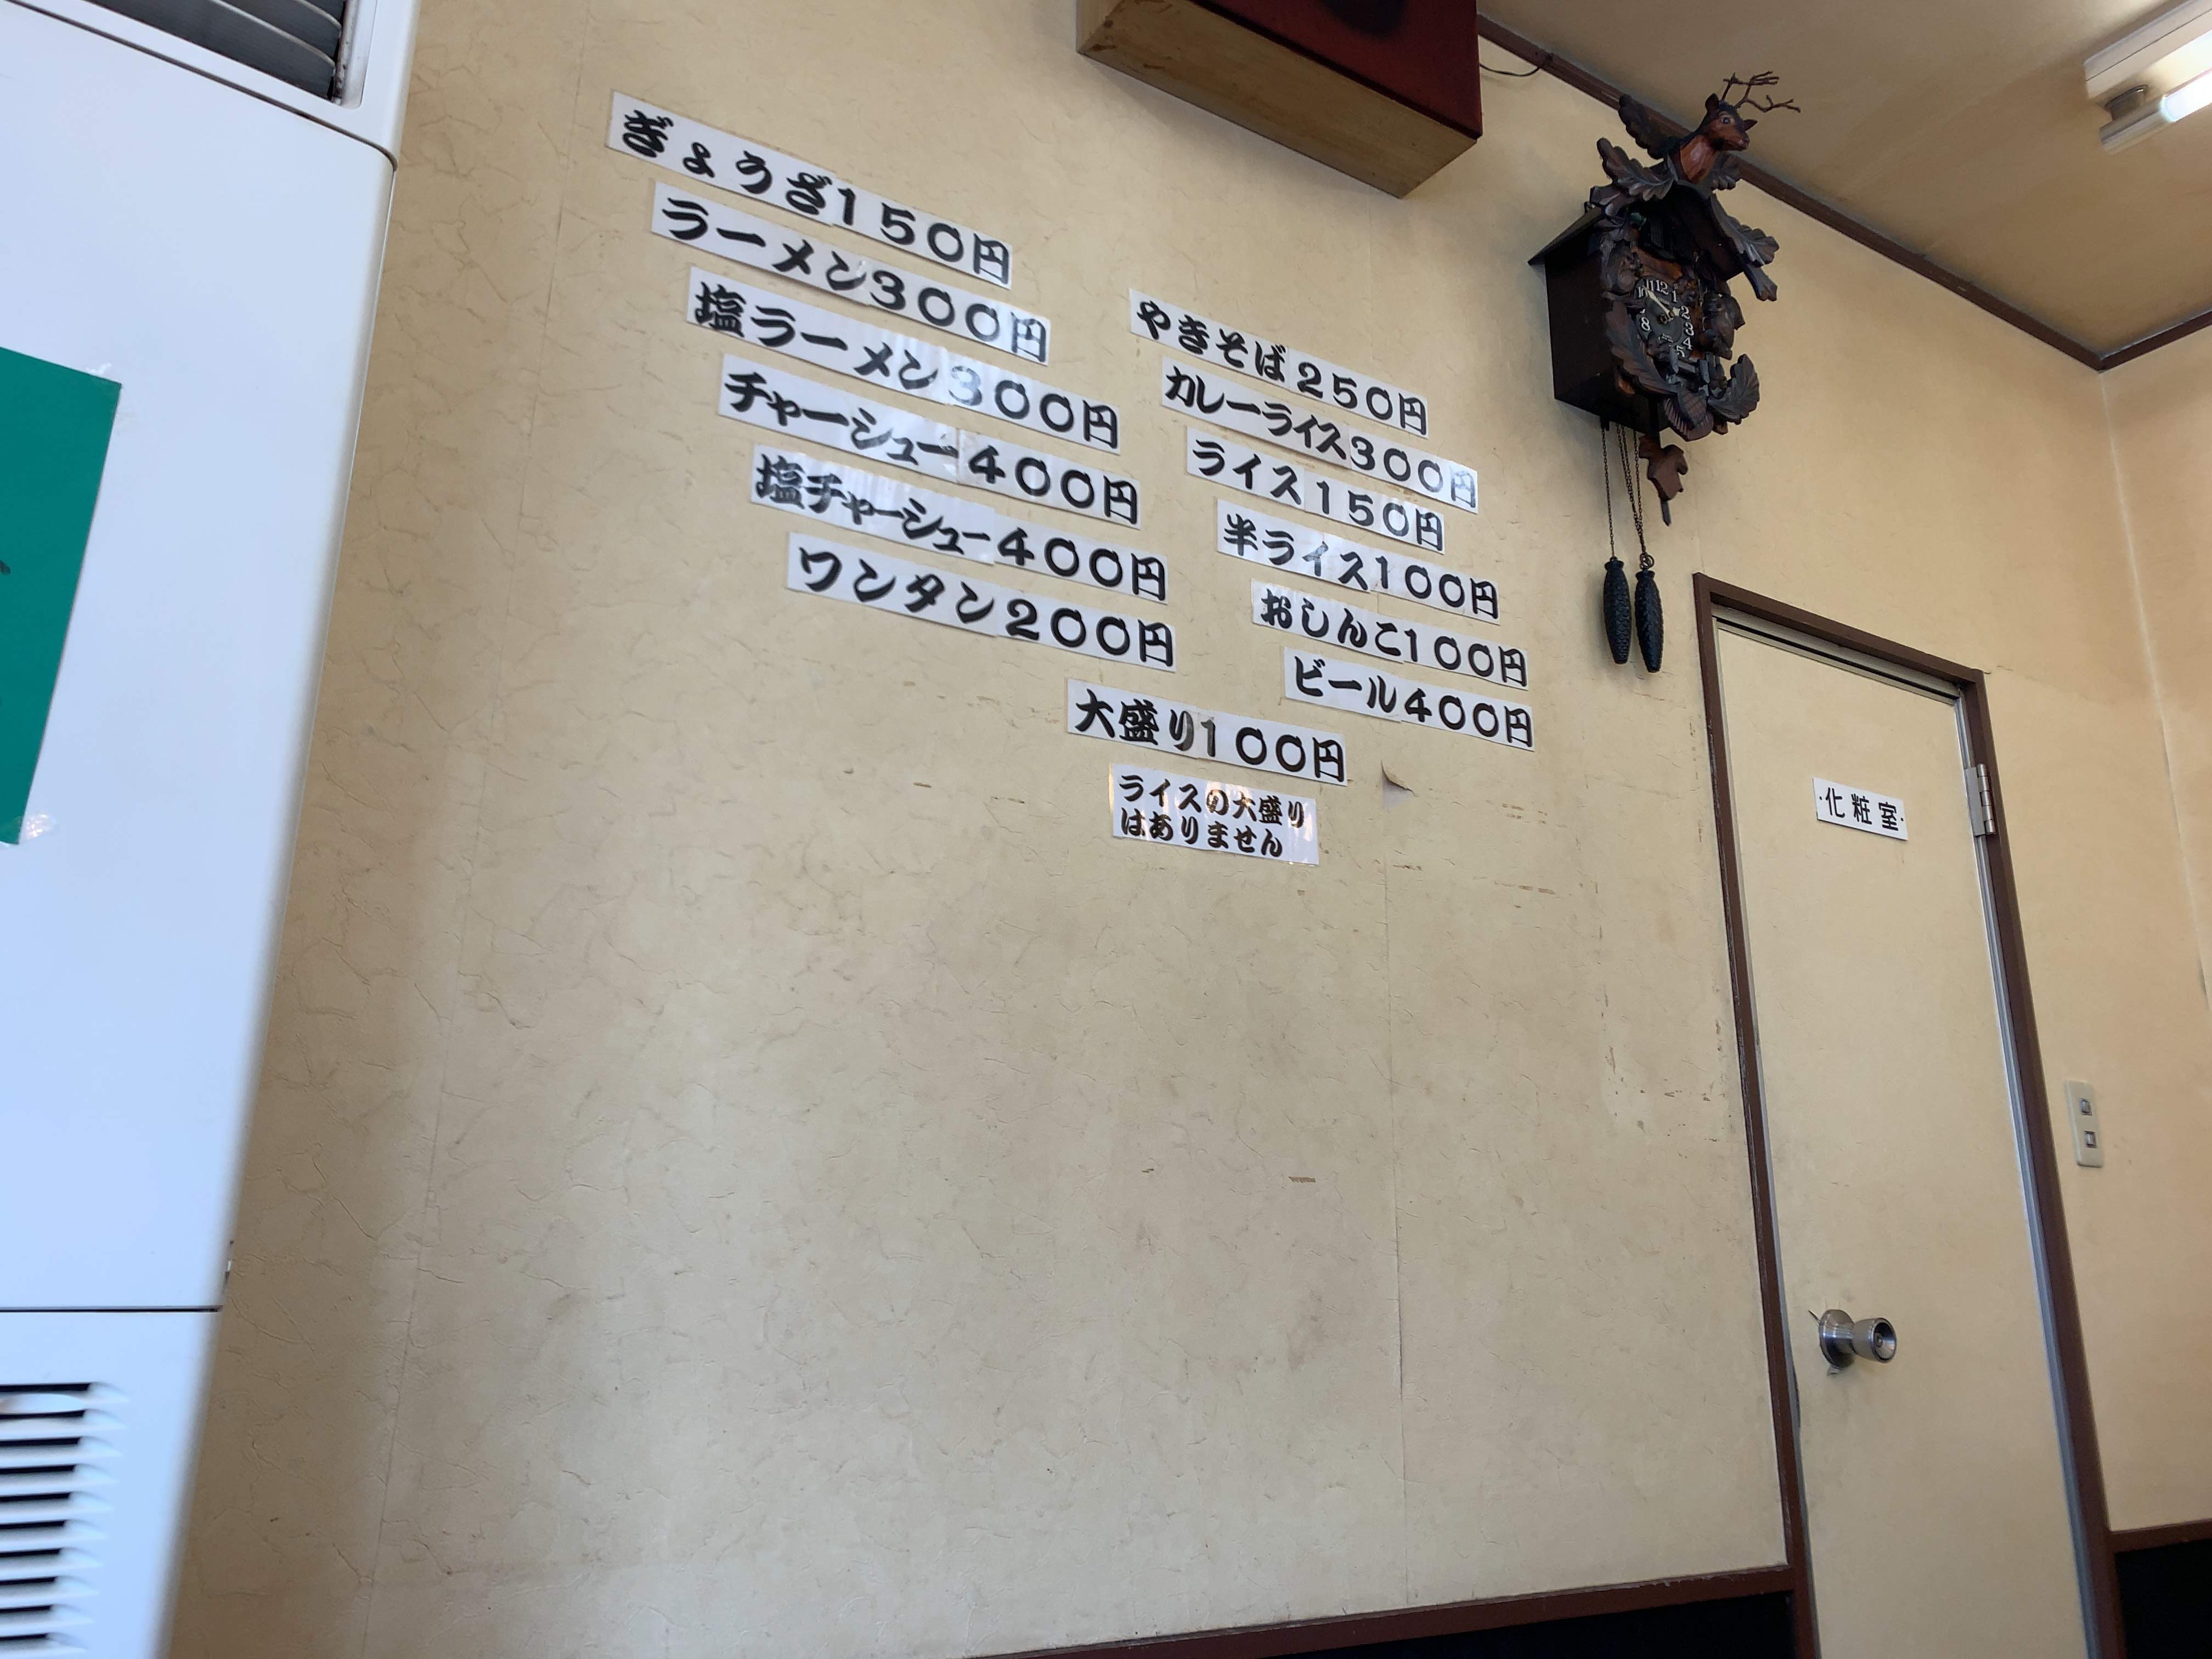 ぎょうざ150円
ラーメン300円
塩ラーメン300円
チャーシュー400円
塩チャーシュー400円
ワンタン200円
やきそば250円
カレーライス300円
ライス150円
半ライス100円
おしんこ100円
ビール400円
大盛り100円
ライスの大盛り
はありません
・化粧室・